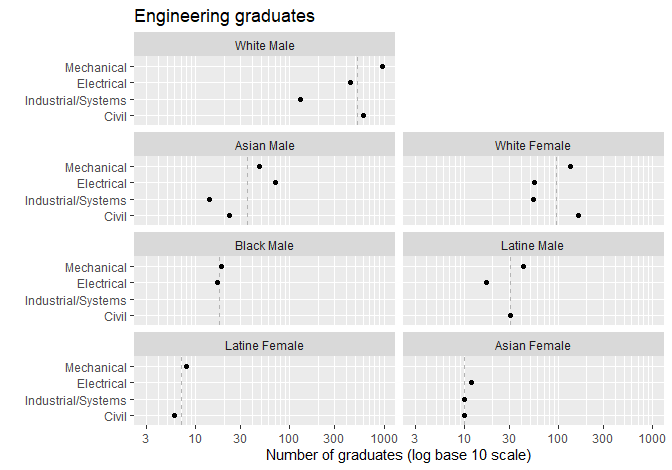 Engineering graduates
White Male
Mechanical
Electrical
Industrial/Systems
Civil
Asian Male
White Female
Mechanical
Electrical
Industrial/Systems
Civil
Black Male
Latine Male
Mechanical
Electrical
Industrial/Systems
Civil
Latine Female
Asian Female
Mechanical
Electrical
Industrial/Systems
Civil
3 10 30 100 300 1000 3 10 30 100 300 1000
Number of graduates (log base 10 scale)